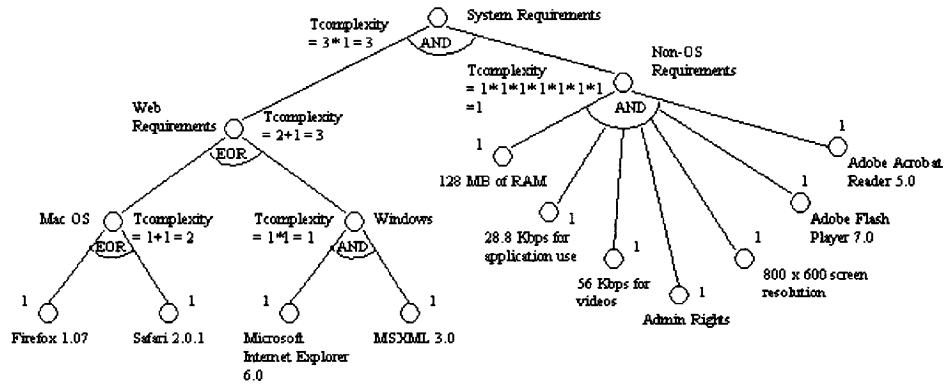 System Requirements
Tcomplexity
= 3*1 = 3
AND
Non-OS
Requirements
Tcomplexity
= 1*1*1*1*1*1*1
=1
AND
Web
Requirements
Tcomplexity
= 2+1 = 3
EOR
1
128 MB of RAM
1
28.8 Kbps for
application use
1
56 Kbps for
videos
1
Admin Rights
1
800 x 600 screen
resolution
1
Adobe Flash
Player 7.0
1
Adobe Acrobat
Reader 5.0
Mac OS
Tcomplexity
= 1+1 = 2
EOR
Tcomplexity
= 1*1 = 1
Windows
AND
1
Firefox 1.07
1
Safari 2.0.1
1
Microsoft
Internet Explorer
6.0
1
MSXML 3.0